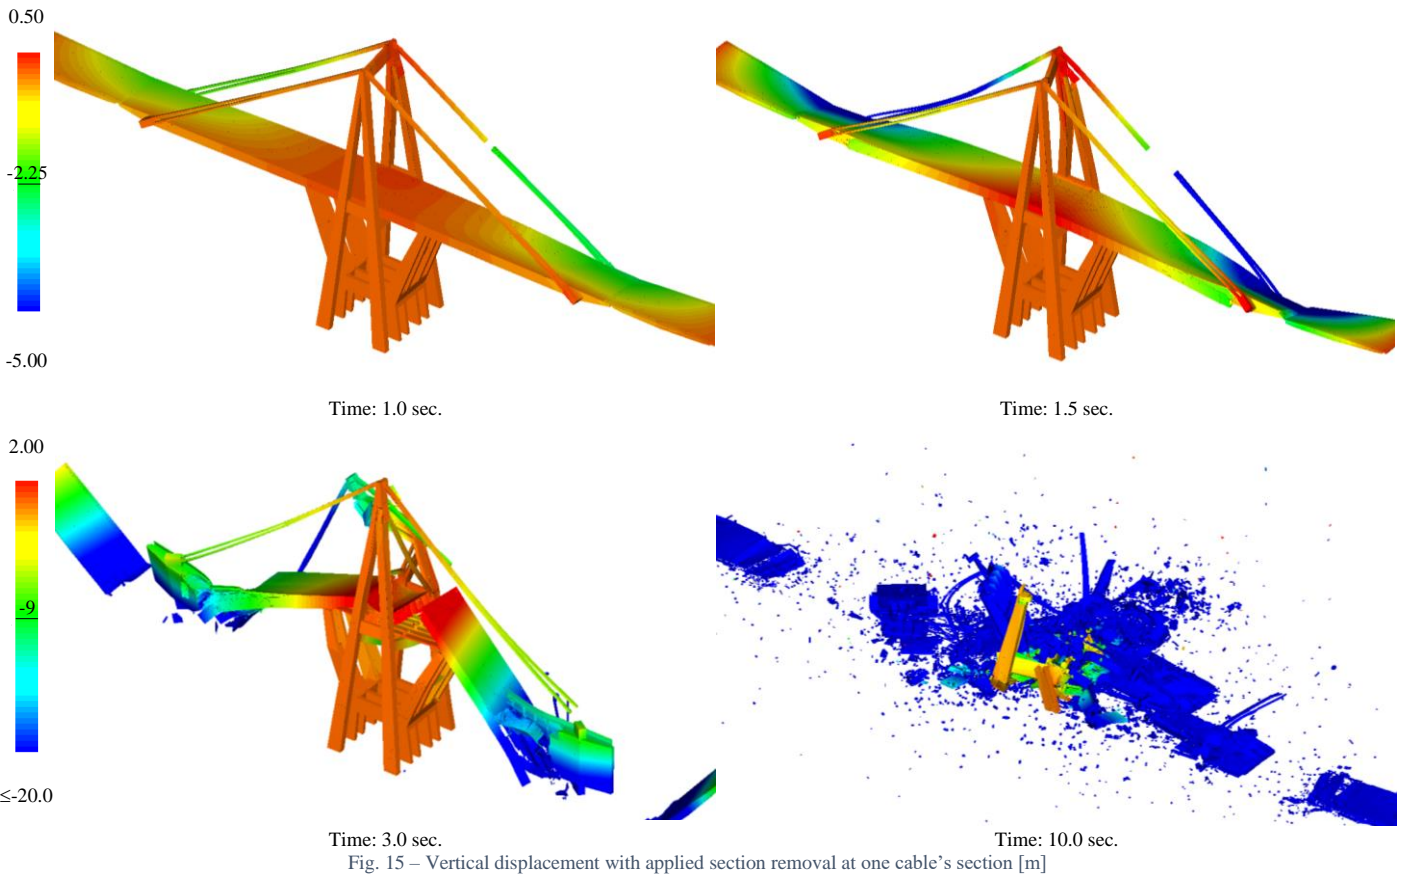 0.50
-2.25
-5.00
Time: 1.0 sec.
Time: 1.5 sec.
2.00
-9
≤-20.0
Time: 3.0 sec.
Time: 10.0 sec.
Fig. 15 – Vertical displacement with applied section removal at one cable’s section [m]